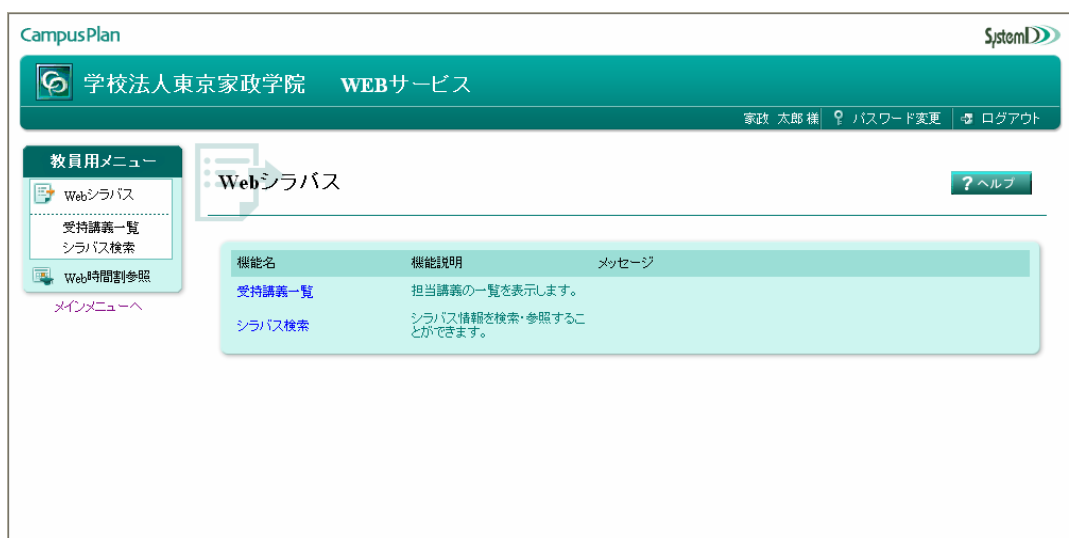 CampusPlan
SystemD
学校法人東京家政学院 WEBサービス
家政 太郎 様 パスワード変更 ログアウト
教員用メニュー
Webシラバス
受持講義一覧
シラバス検索
Web時間割参照
メインメニューへ
Webシラバス
?ヘルプ
機能名 機能説明 メッセージ
受持講義一覧 担当講義の一覧を表示します。
シラバス検索 シラバス情報を検索・参照するこ
とができます。